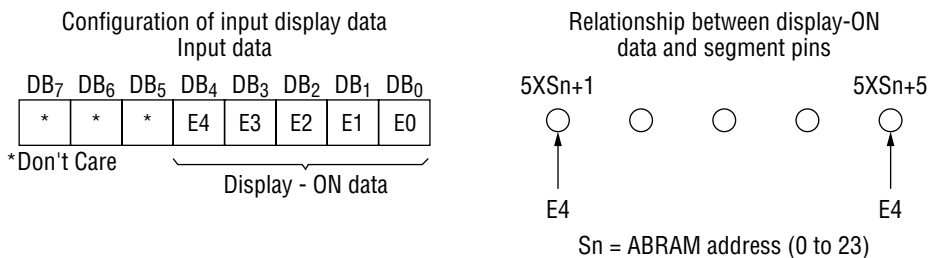 Configuration of input display data
Input data
DB7 DB6 DB5 DB4 DB3 DB2 DB1 DB0
* * * E4 E3 E2 E1 E0
*Don't Care
Display - ON data
Relationship between display-ON
data and segment pins
5XSn+1 5XSn+5
E4 E4
Sn = ABRAM address (0 to 23)